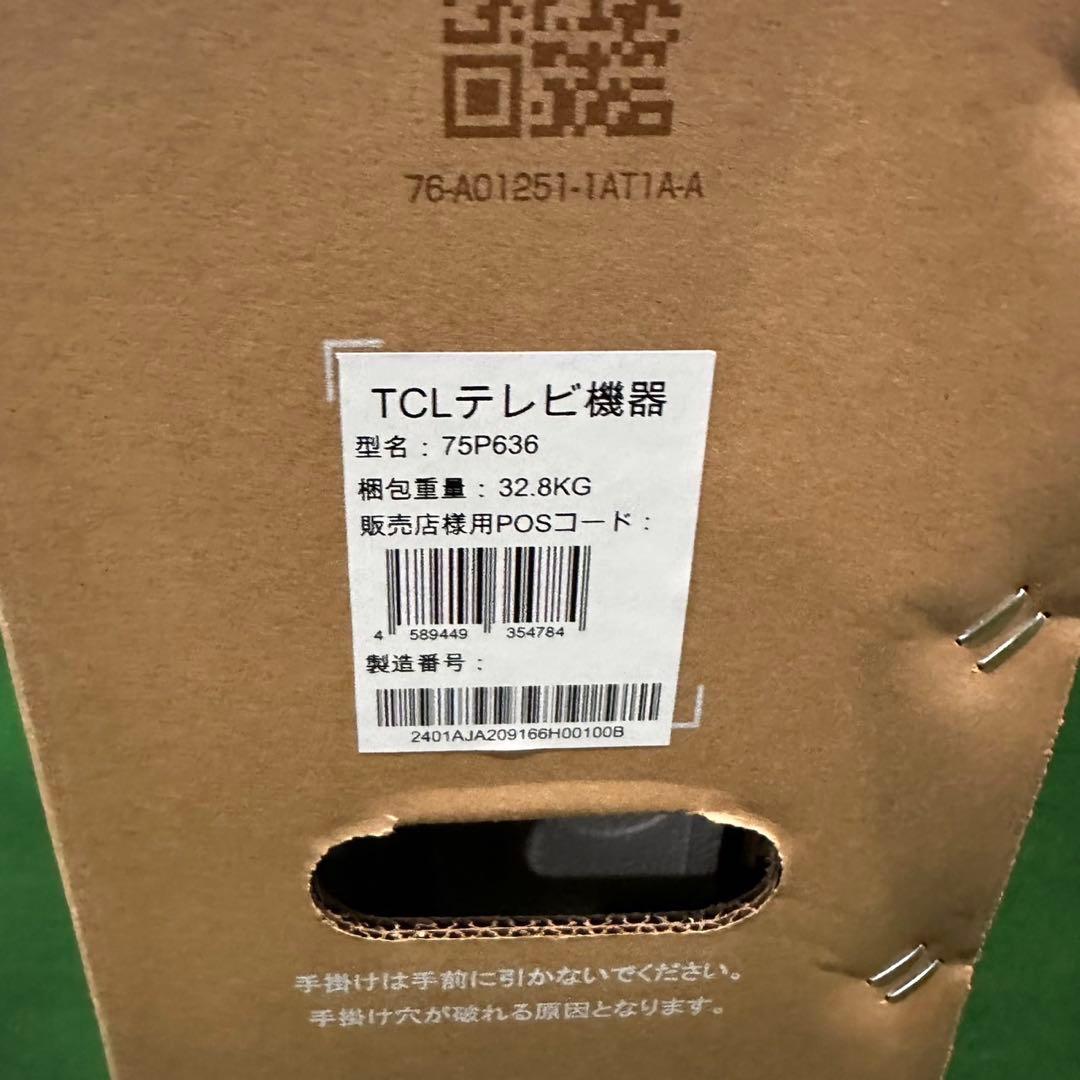 76-A01251-1AT1A-A
TCLテレビ機器
型名：75P636
梱包重量：32.8KG
販売店様用POSコード：
4 589449 354784
製造番号：
2401AJA209166H00100B
手掛けは手前に引かないでください。
手掛け穴が破れる原因となります。